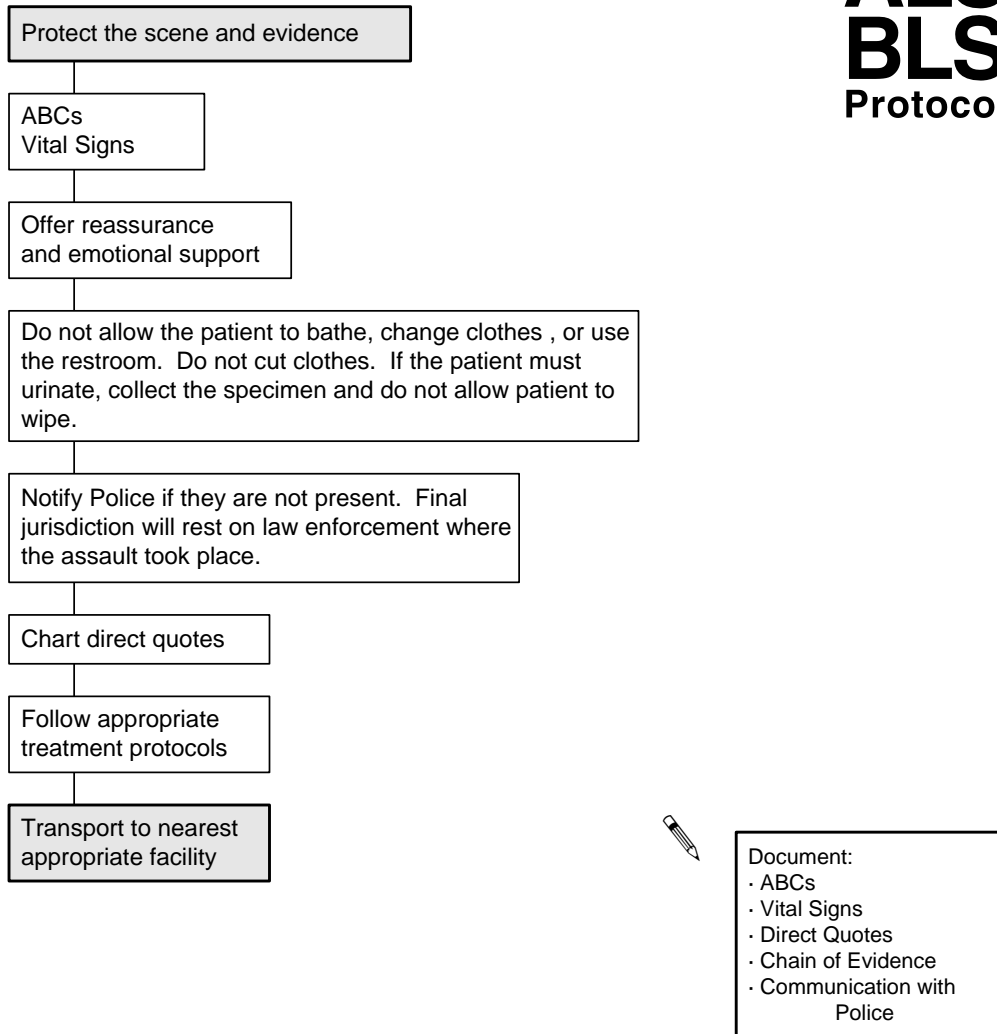 Protect the scene and evidence
BLS
Protoco
ABCs
Vital Signs
Offer reassurance
and emotional support
Do not allow the patient to bathe, change clothes , or use
the restroom.  Do not cut clothes.  If the patient must
urinate, collect the specimen and do not allow patient to
wipe.
Notify Police if they are not present.  Final
jurisdiction will rest on law enforcement where
the assault took place.
Chart direct quotes
Follow appropriate
treatment protocols
Transport to nearest
appropriate facility
Document:
· ABCs
· Vital Signs
· Direct Quotes
· Chain of Evidence
· Communication with
Police